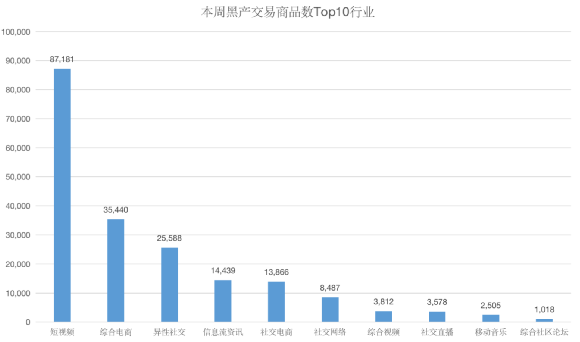 本周黑产交易商品数Top10行业
100,000
90,000
80,000
70,000
60,000
50,000
40,000
30,000
20,000
10,000
0
87,181
35,440
25,588
14,439
13,866
8,487
3,812
3,578
2,505
1,018
短视频
综合电商
异性社交
信息流资讯
社交电商
社交网络
综合视频
社交直播
移动音乐
综合社区论坛